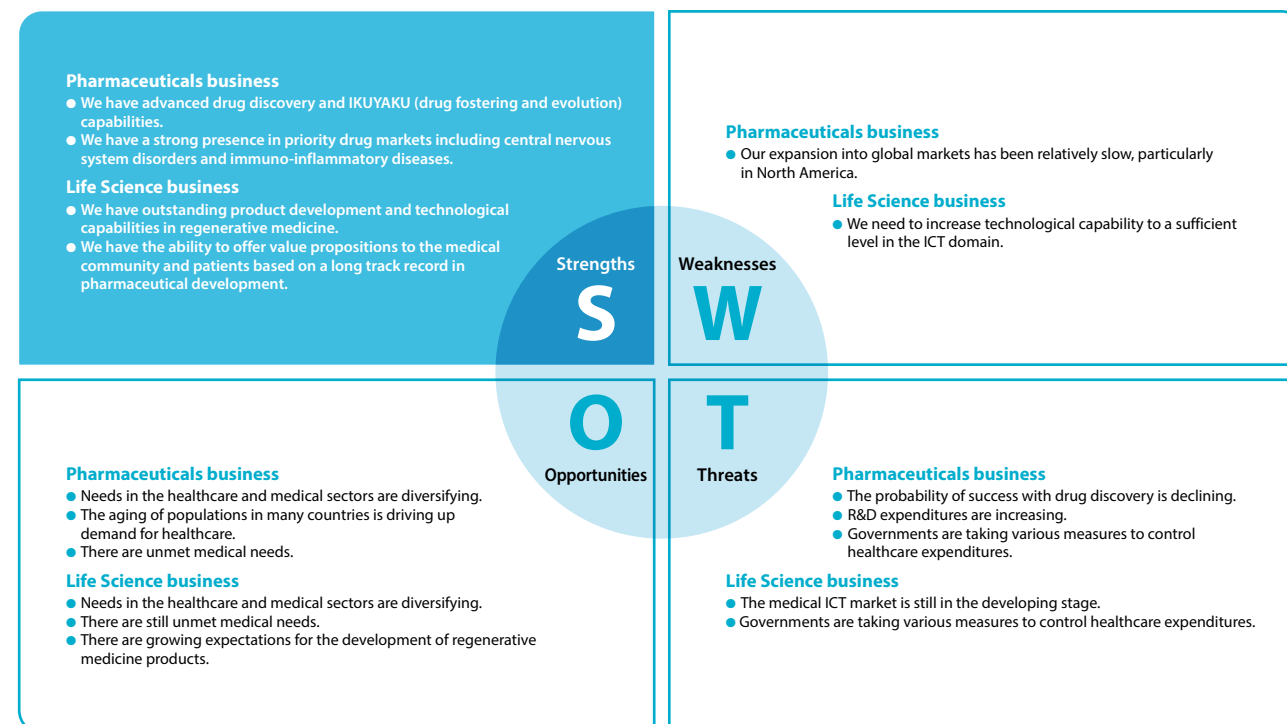 Pharmaceuticals business
● We have advanced drug discovery and IKUYAKU (drug fostering and evolution)
capabilities.
● We have a strong presence in priority drug markets including central nervous
system disorders and immuno-inflammatory diseases.
Life Science business
● We have outstanding product development and technological
capabilities in regenerative medicine.
● We have the ability to offer value propositions to the medical
community and patients based on a long track record in
pharmaceutical development.
Strengths
S
Pharmaceuticals business
● Our expansion into global markets has been relatively slow, particularly
in North America.
Life Science business
● We need to increase technological capability to a sufficient
level in the ICT domain.
Weaknesses
W
O
Opportunities
Pharmaceuticals business
● Needs in the healthcare and medical sectors are diversifying.
● The aging of populations in many countries is driving up
demand for healthcare.
● There are unmet medical needs.
Life Science business
● Needs in the healthcare and medical sectors are diversifying.
● There are still unmet medical needs.
● There are growing expectations for the development of regenerative
medicine products.
T
Threats
Pharmaceuticals business
● The probability of success with drug discovery is declining.
● R&D expenditures are increasing.
● Governments are taking various measures to control
healthcare expenditures.
Life Science business
● The medical ICT market is still in the developing stage.
● Governments are taking various measures to control healthcare expenditures.